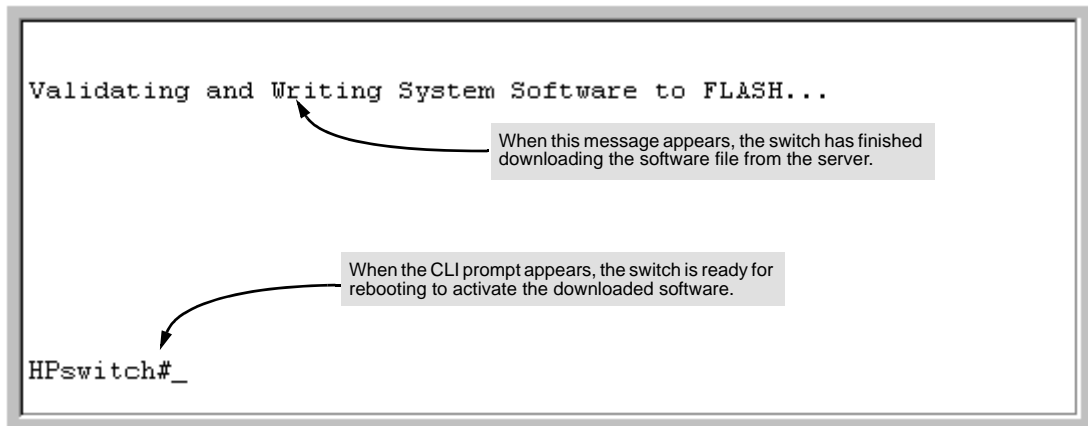 Validating and Writing System Software to FLASH...
When this message appears, the switch has finished
downloading the software file from the server.
When the CLI prompt appears, the switch is ready for
rebooting to activate the downloaded software.
HPswitch#_